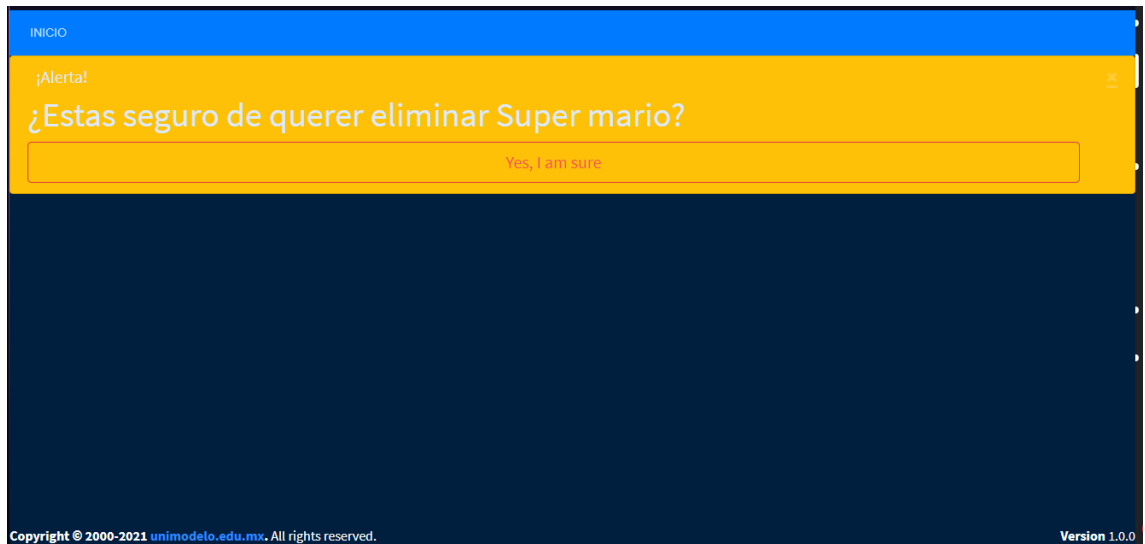 INICIO
¡Alerta!
¿Estas seguro de querer eliminar Super mario?
Yes, I am sure
Copyright © 2000-2021 unimodelo.edu.mx. All rights reserved.
Version 1.0.0